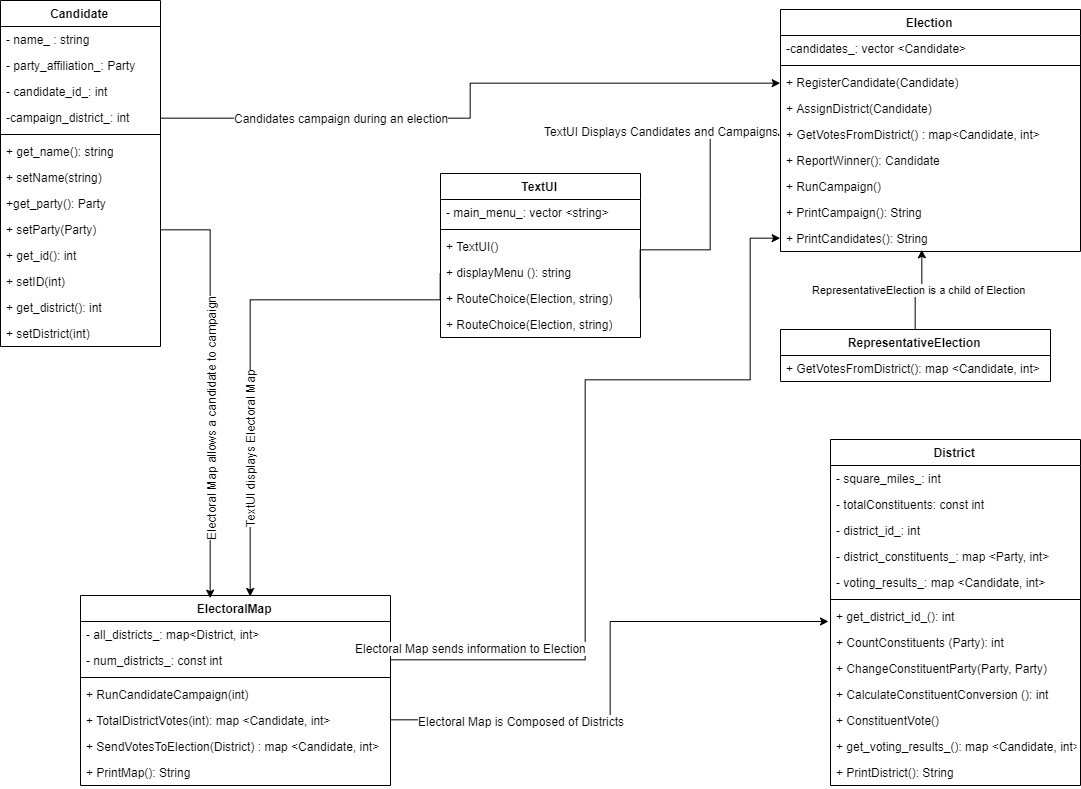 Candidate
- name_ : string
- party_affiliation_: Party
- candidate_id_: int
-campaign_district_: int
+ get_name(): string
+ setName(string)
+get_party(): Party
+ setParty(Party)
+ get_id(): int
+ setID(int)
+ get_district(): int
+ setDistrict(int)
Candidates campaign during an election
Election
-candidates_: vector <Candidate>
+ RegisterCandidate(Candidate)
+ AssignDistrict(Candidate)
+ GetVotesFromDistrict() : map<Candidate, int>
+ ReportWinner(): Candidate
+ RunCampaign()
+ PrintCampaign(): String
+ PrintCandidates(): String
TextUI Displays Candidates and Campaigns.
TextUI
- main_menu_: vector <string>
+ TextUI()
+ displayMenu (): string
+ RouteChoice(Election, string)
+ RouteChoice(Election, string)
RepresentativeElection is a child of Election
RepresentativeElection
+ GetVotesFromDistrict(): map <Candidate, int>
Electoral Map allows a candidate to campaign
TextUI displays Electoral Map
ElectoralMap
- all_districts_: map<District, int>
- num_districts_: const int
+ RunCandidateCampaign(int)
+ TotalDistrictVotes(int): map <Candidate, int>
+ SendVotesToElection(District) : map <Candidate, int>
+ PrintMap(): String
Electoral Map sends information to Election
Electoral Map is Composed of Districts
District
- square_miles_: int
- totalConstituents: const int
- district_id_: int
- district_constituents_: map <Party, int>
- voting_results_: map <Candidate, int>
+ get_district_id_(): int
+ CountConstituents (Party): int
+ ChangeConstituentParty(Party, Party)
+ CalculateConstituentConversion (): int
+ ConstituentVote()
+ get_voting_results_(): map <Candidate, int>
+ PrintDistrict(): String